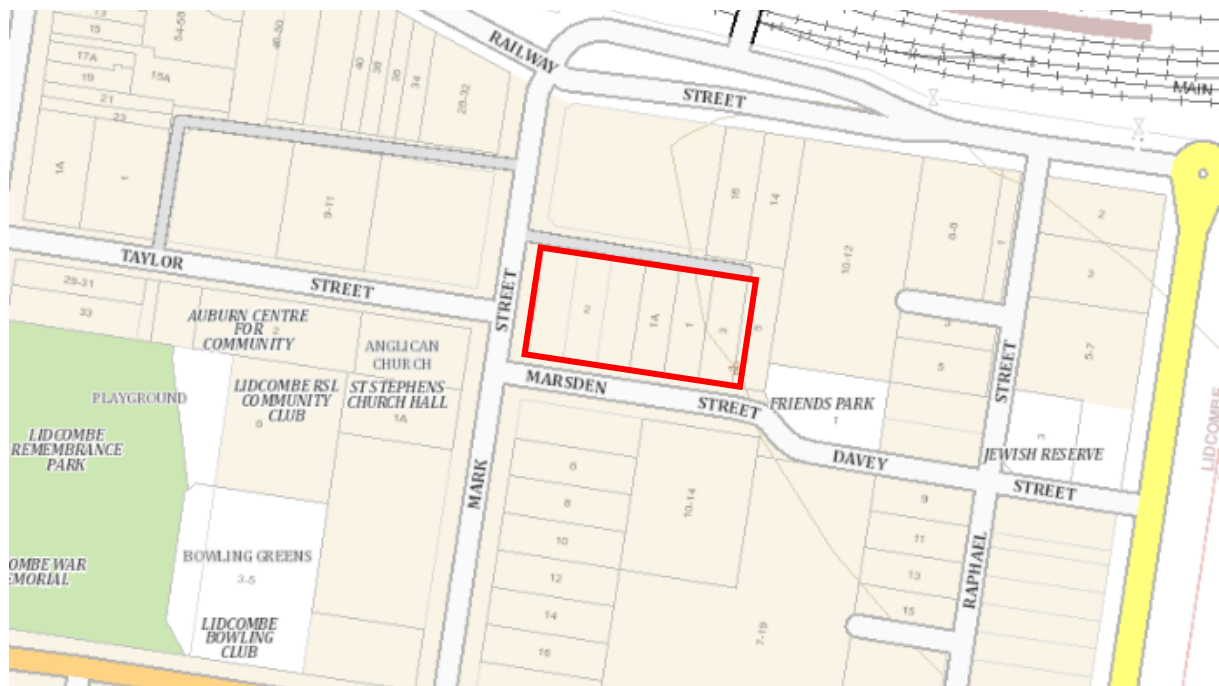 13
15
54-58
46-50
40
38
36
34
28-32
RAILWAY
STREET
MAIN
17A
19
15A
21
23
1A
1
9-11
16
14
10-12
6-8
1
2
3
5-7
TAYLOR
STREET
STREET
2
1A
1
3
5
5
29-31
33
AUBURN CENTRE
FOR
COMMUNITY
2
ANGLICAN
CHURCH
PLAYGROUND
LIDCOMBE RSL
COMMUNITY
CLUB
6
ST STEPHENS
CHURCH HALL
1A
MARSDEN
STREET
FRIENDS PARK
1
STREET
LIDCOMBE
REMEMBRANCE
PARK
MARK
DAVEY
STREET
3
JEWISH RESERVE
LIDCOMBE
6
8
10
12
14
16
10-14
7-19
9
11
13
15
RAPHAEL
BOWLING GREENS
3-5
OMBE WAR
EMORIAL
LIDCOMBE
BOWLING
CLUB